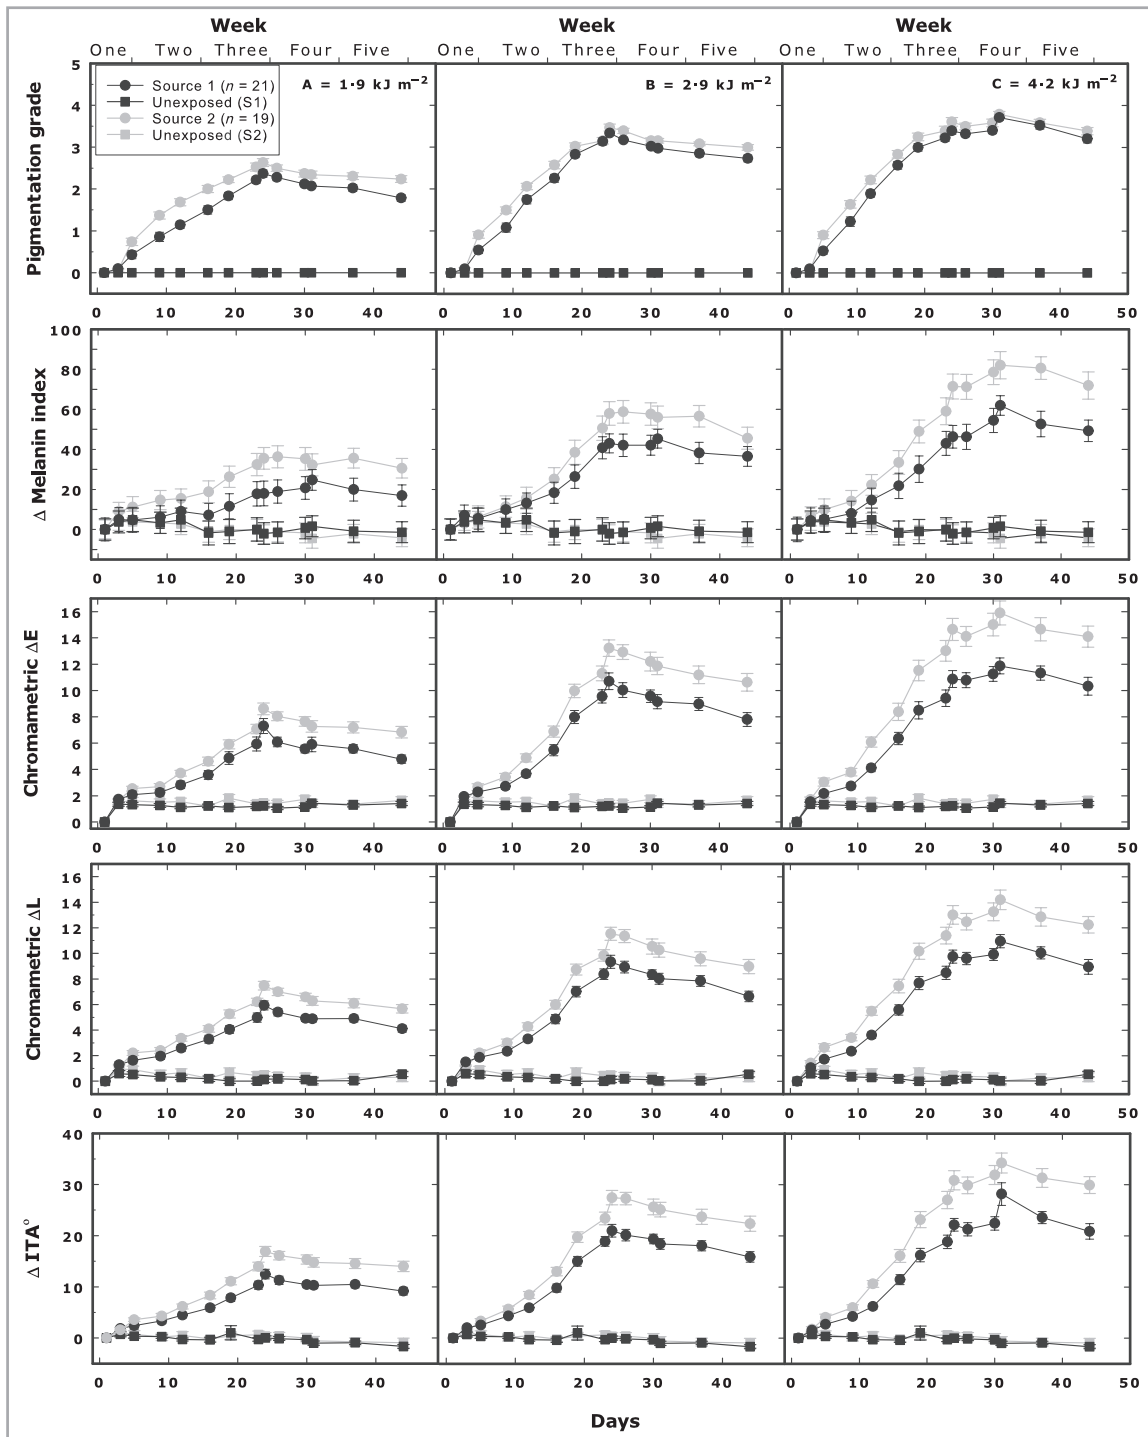 Week Week Week
One Two Three Four Five One Two Three Four Five One Two Three Four Five
Pigmentation grade
5
4
3
2
1
0
Source 1 (n = 21)
Unexposed (S1)
Source 2 (n = 19)
Unexposed (S2)
A = 1·9 kJ m⁻²
B = 2·9 kJ m⁻²
C = 4·2 kJ m⁻²
0 10 20 30 40 0 10 20 30 40 0 10 20 30 40 50
Δ Melanin index
100
80
60
40
20
0
0 10 20 30 40 0 10 20 30 40 0 10 20 30 40 50
Chromametric ΔE
16
14
12
10
8
6
4
2
0
0 10 20 30 40 0 10 20 30 40 0 10 20 30 40 50
Chromametric ΔL
16
14
12
10
8
6
4
2
0
0 10 20 30 40 0 10 20 30 40 0 10 20 30 40 50
Δ ITA°
40
30
20
10
0
0 10 20 30 40 0 10 20 30 40 0 10 20 30 40 50
Days